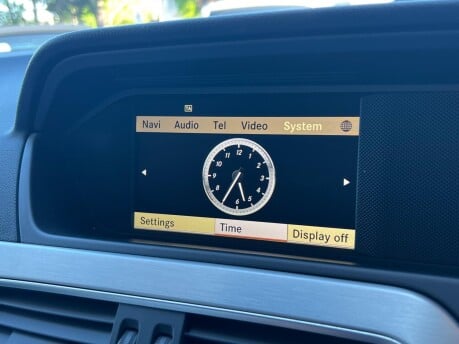 TA
Navi Audio Tel Video System
12
11 1
10 2
9 3
8 4
7 5
6
Settings Time Display off